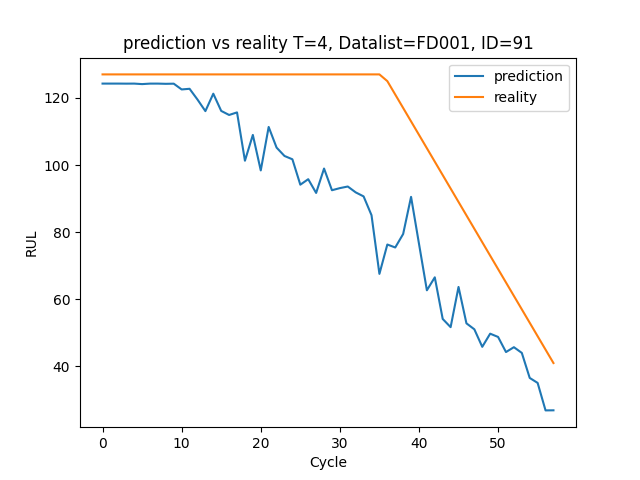 prediction vs reality T=4, Datalist=FD001, ID=91
prediction
reality
RUL
120
100
80
60
40
0 10 20 30 40 50
Cycle